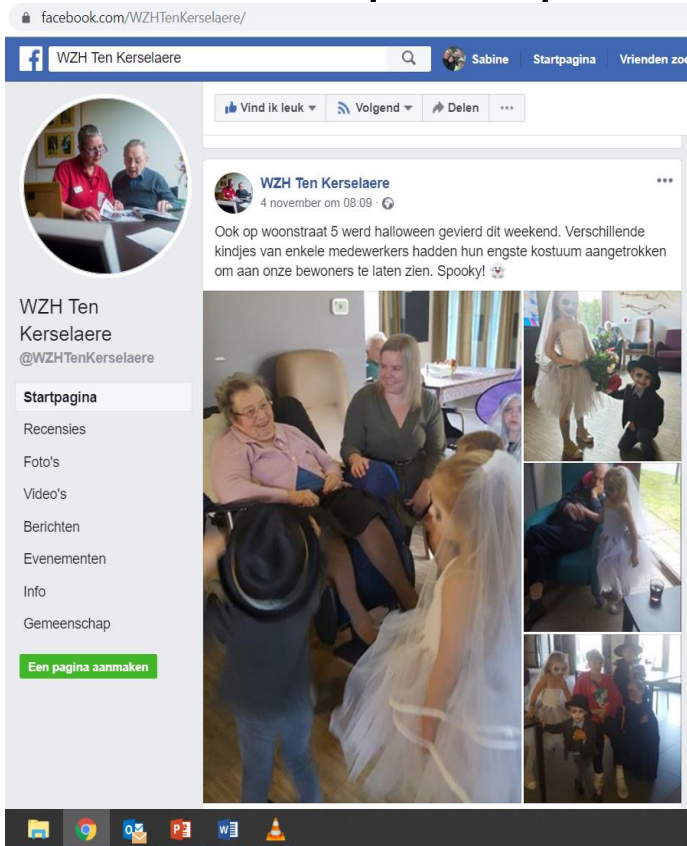 facebook.com/WZHTenKerselaere/
WZH Ten Kerselaere
Sabine
Startpagina
Vrienden zoe
Vind ik leuk
Volgend
Delen
WZH Ten Kerselaere
4 november om 08:09
Ook op woonstraat 5 werd halloween gevierd dit weekend. Verschillende
kindjes van enkele medewerkers hadden hun engste kostuum aangetrokken
om aan onze bewoners te laten zien. Spooky! 👻
WZH Ten
Kerselaere
@WZHTenKerselaere
Startpagina
Recensies
Foto's
Video's
Berichten
Evenementen
Info
Gemeenschap
Een pagina aanmaken